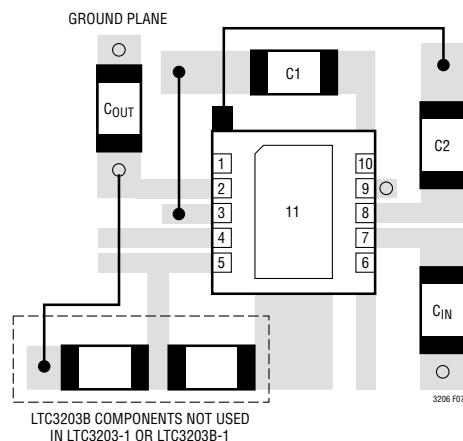 GROUND PLANE
C1
COUT
C2
1
10
2
9
3
11
8
4
7
5
6
CIN
3206 F07
LTC3203B COMPONENTS NOT USED
IN LTC3203-1 OR LTC3203B-1